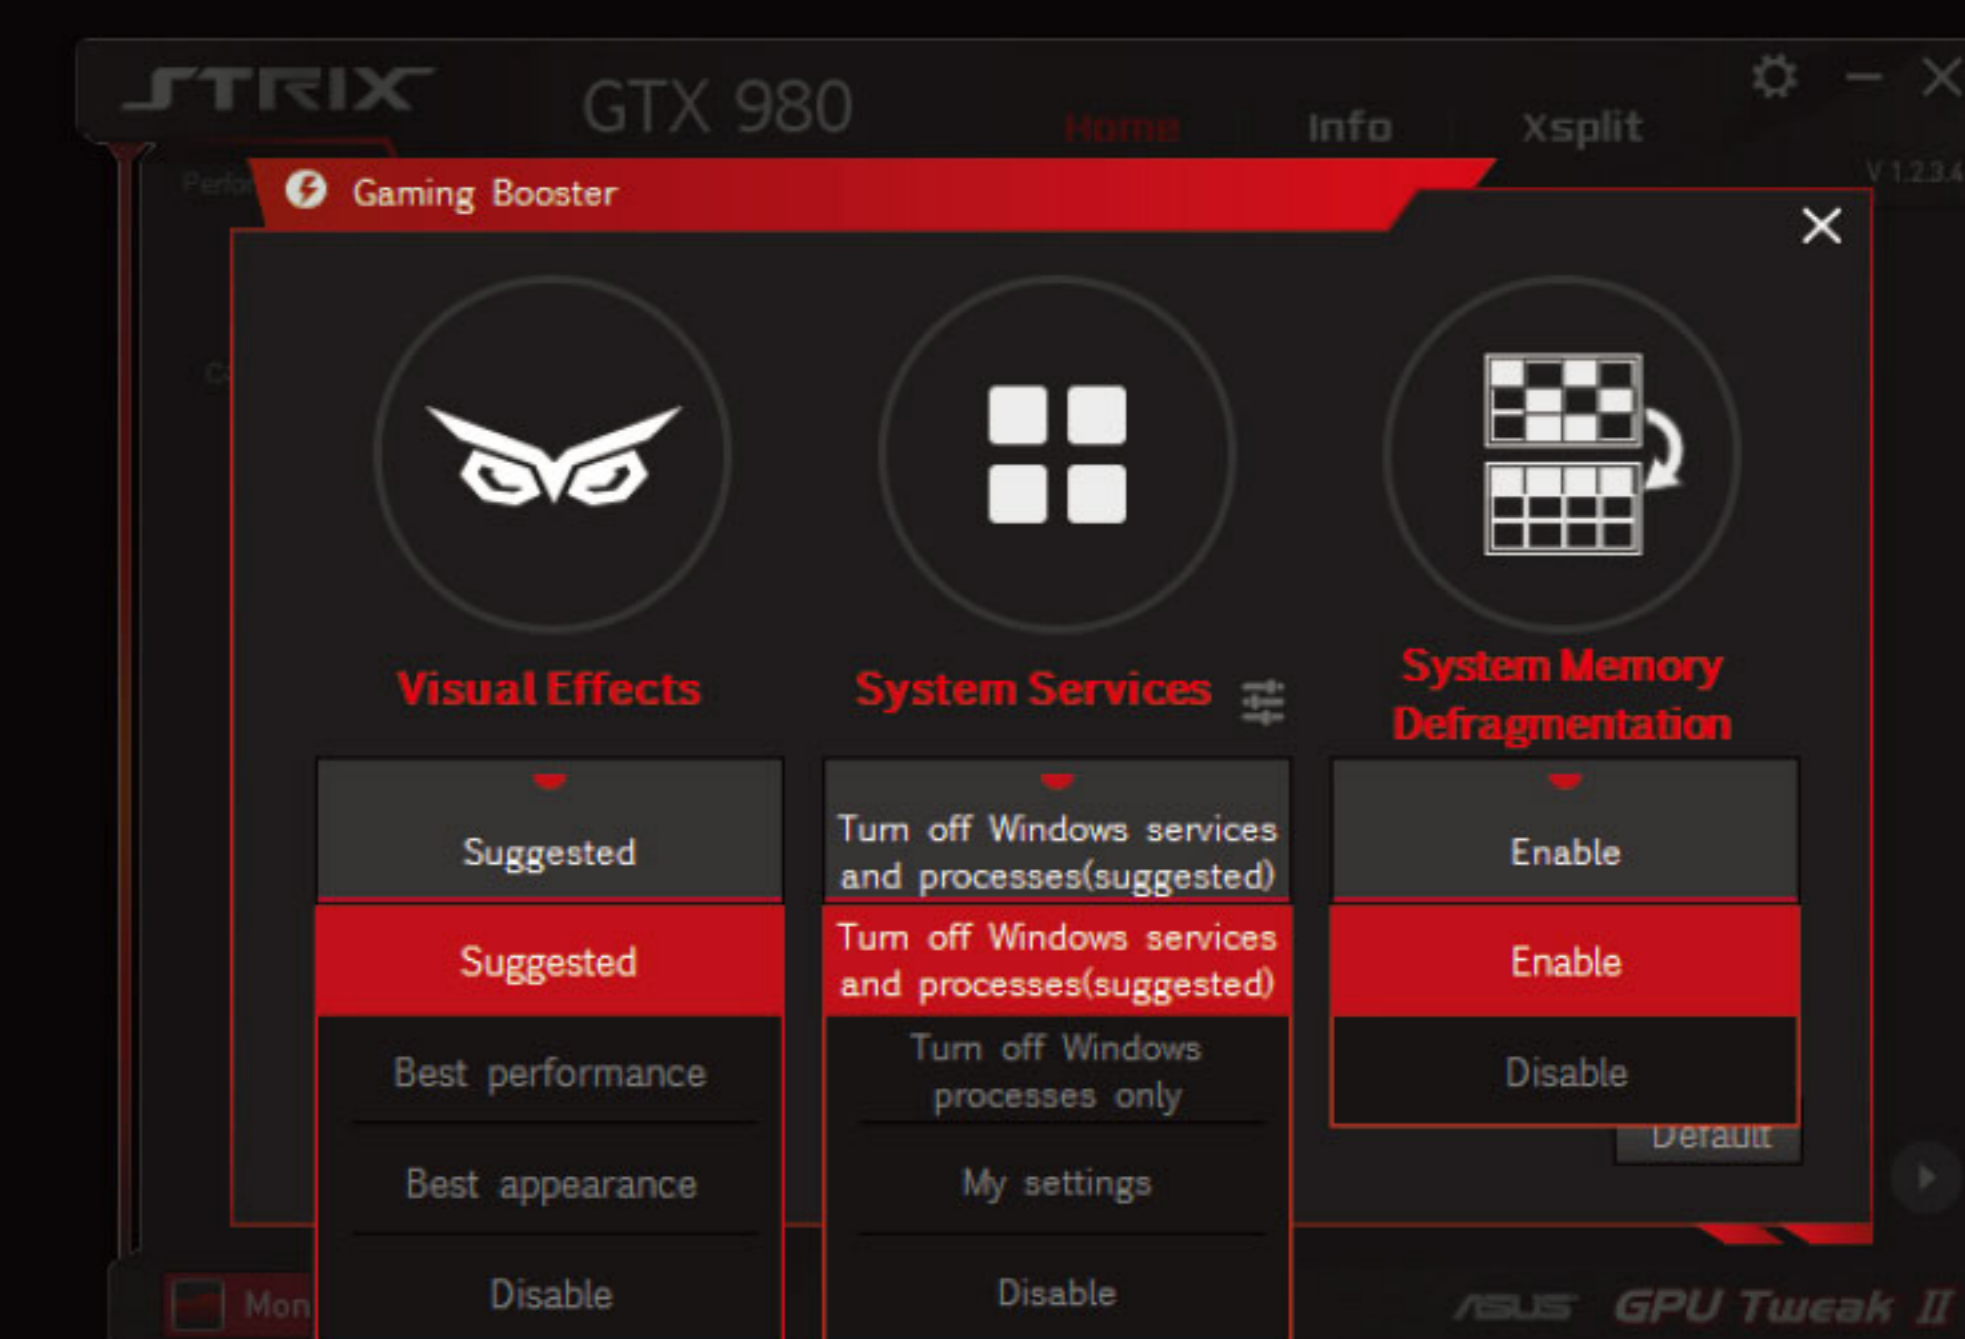 STRIX
GTX 980
Home
Info
Xsplit
V 1.2.3.4
Gaming Booster
Visual Effects
System Services
System Memory
Defragmentation
Suggested
Suggested
Best performance
Best appearance
Disable
Turn off Windows services
and processes(suggested)
Turn off Windows services
and processes(suggested)
Turn off Windows
processes only
My settings
Disable
Enable
Enable
Disable
Default
Mon
ASUS GPU Tweak II